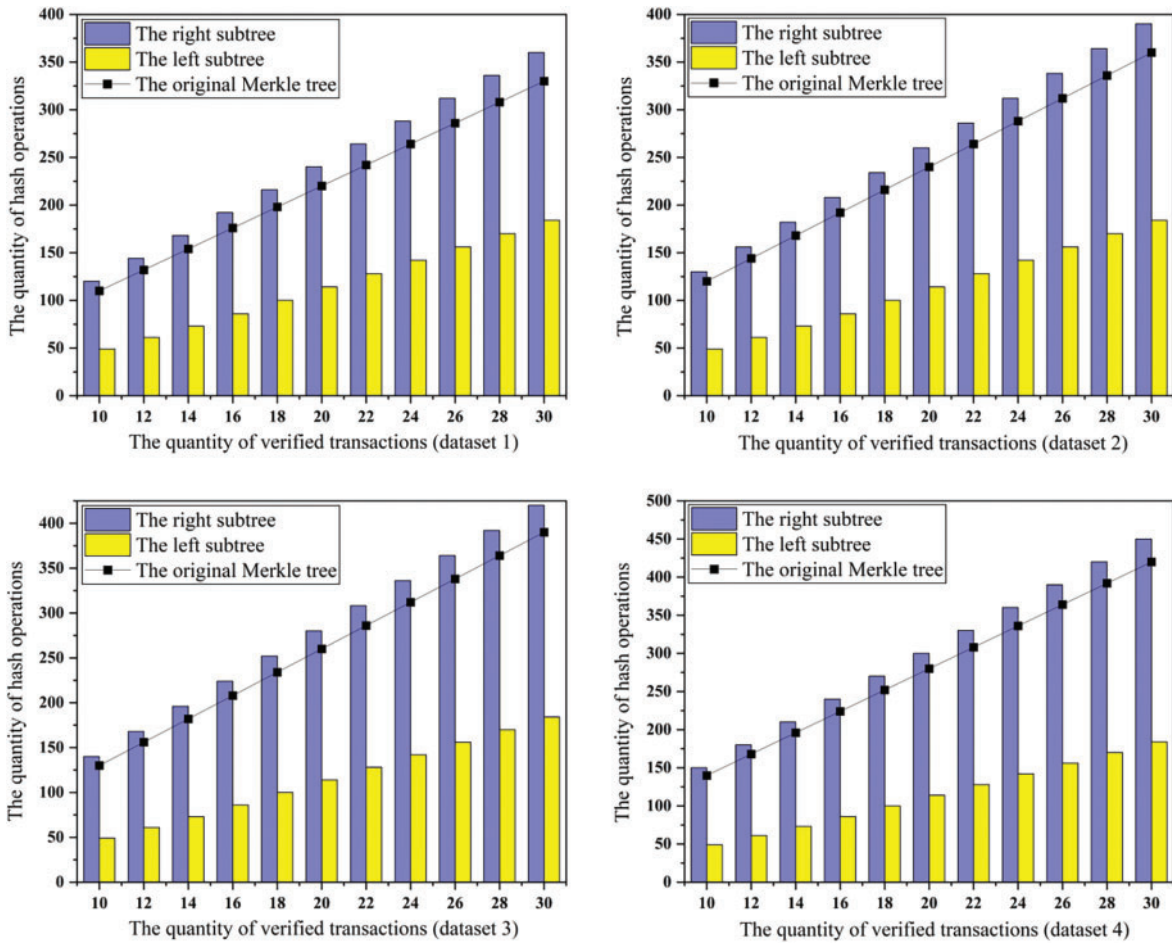 The quantity of hash operations
400
350
300
250
200
150
100
50
0
The right subtree
The left subtree
The original Merkle tree
10 12 14 16 18 20 22 24 26 28 30
The quantity of verified transactions (dataset 1)
The quantity of hash operations
400
350
300
250
200
150
100
50
0
The right subtree
The left subtree
The original Merkle tree
10 12 14 16 18 20 22 24 26 28 30
The quantity of verified transactions (dataset 2)
The quantity of hash operations
400
350
300
250
200
150
100
50
0
The right subtree
The left subtree
The original Merkle tree
10 12 14 16 18 20 22 24 26 28 30
The quantity of verified transactions (dataset 3)
The quantity of hash operations
500
450
400
350
300
250
200
150
100
50
0
The right subtree
The left subtree
The original Merkle tree
10 12 14 16 18 20 22 24 26 28 30
The quantity of verified transactions (dataset 4)